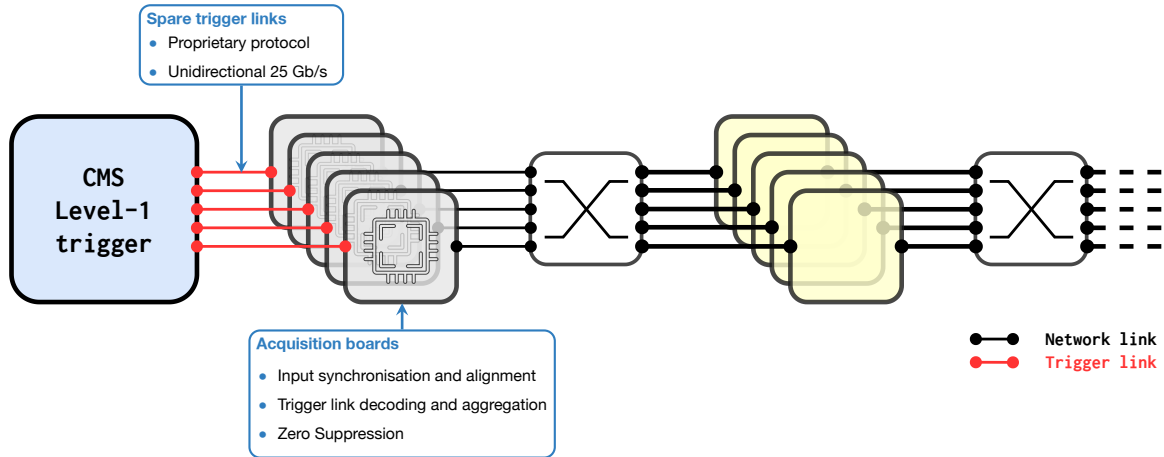 Spare trigger links
Proprietary protocol
Unidirectional 25 Gb/s
CMS
Level-1
trigger
Acquisition boards
Input synchronisation and alignment
Trigger link decoding and aggregation
Zero Suppression
Network link
Trigger link